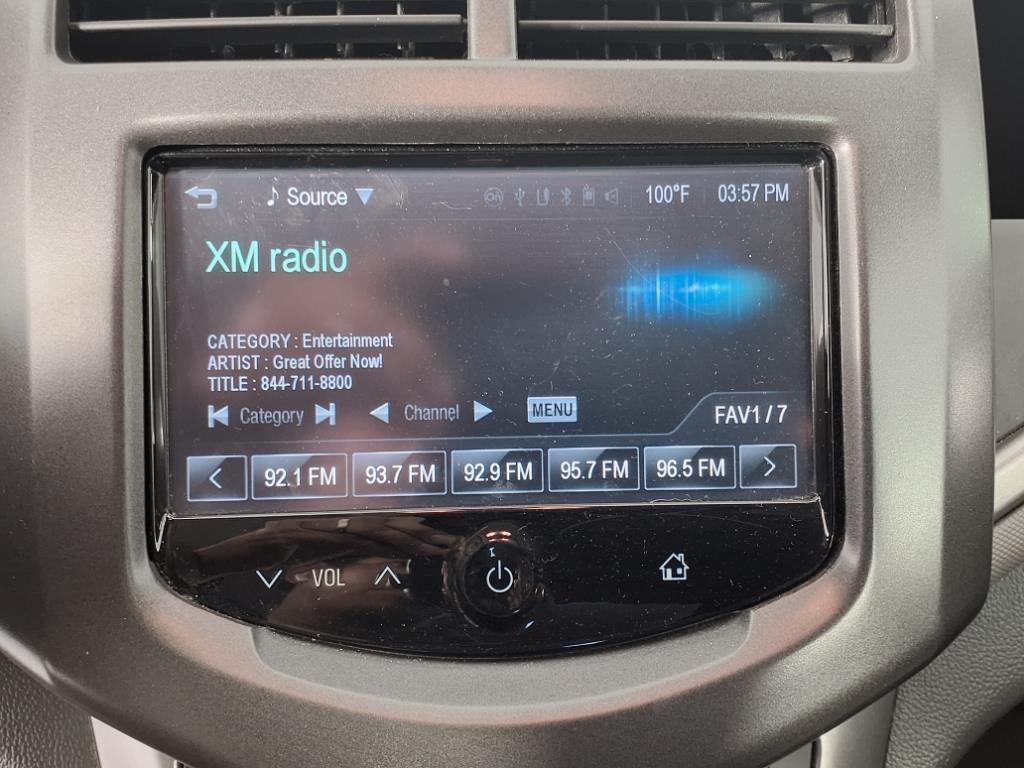 Source 100°F 03:57 PM
XM radio
CATEGORY : Entertainment
ARTIST : Great Offer Now!
TITLE : 844-711-8800
Category Channel MENU FAV1 / 7
92.1 FM 93.7 FM 92.9 FM 95.7 FM 96.5 FM
VOL